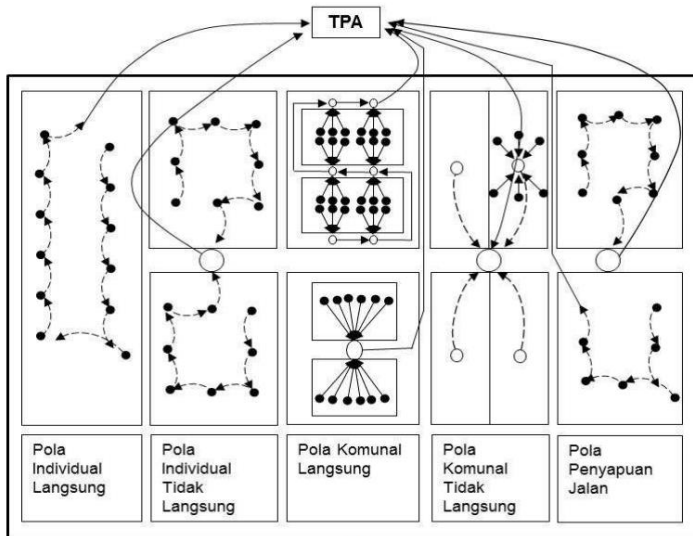 TPA
Pola
Individual
Langsung
Pola
Individual
Tidak
Langsung
Pola Komunal
Langsung
Pola
Komunal
Tidak
Langsung
Pola
Penyapuan
Jalan